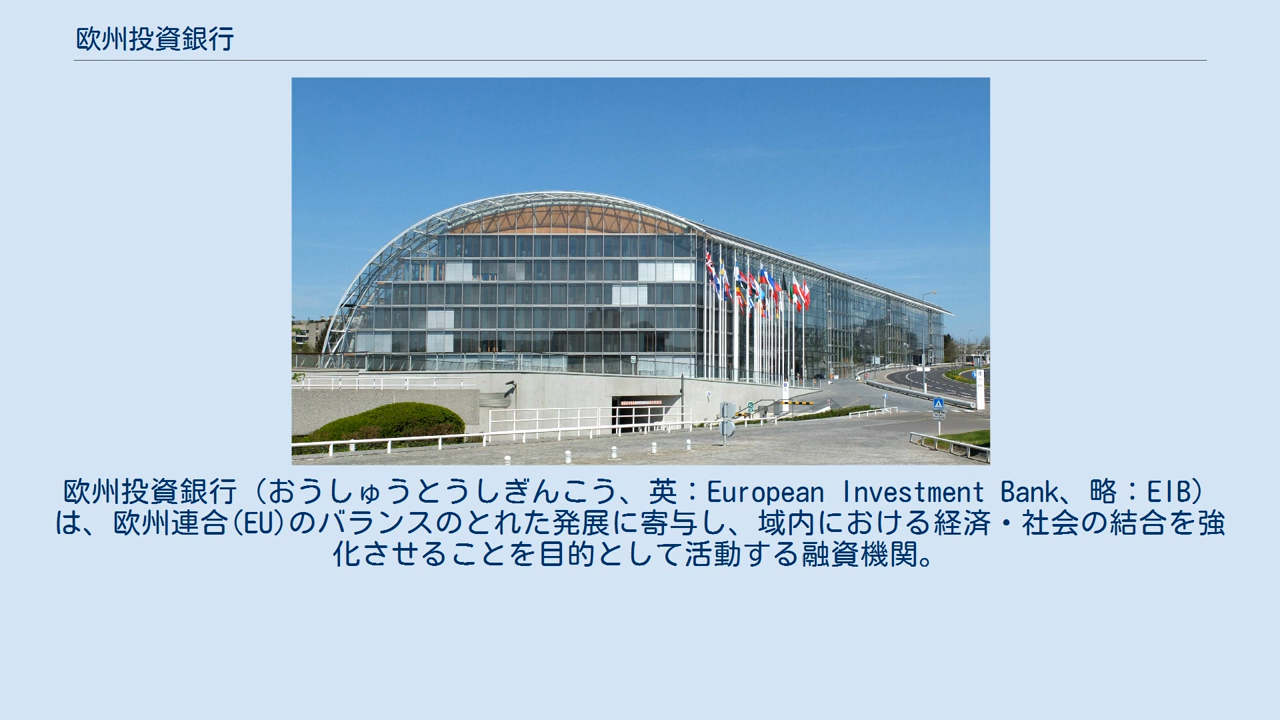 欧州投資銀行
欧州投資銀行（おうしゅうとうしぎんこう、英：European Investment Bank、略：EIB）
は、欧州連合(EU)のバランスのとれた発展に寄与し、域内における経済・社会の結合を強
化させることを目的として活動する融資機関。